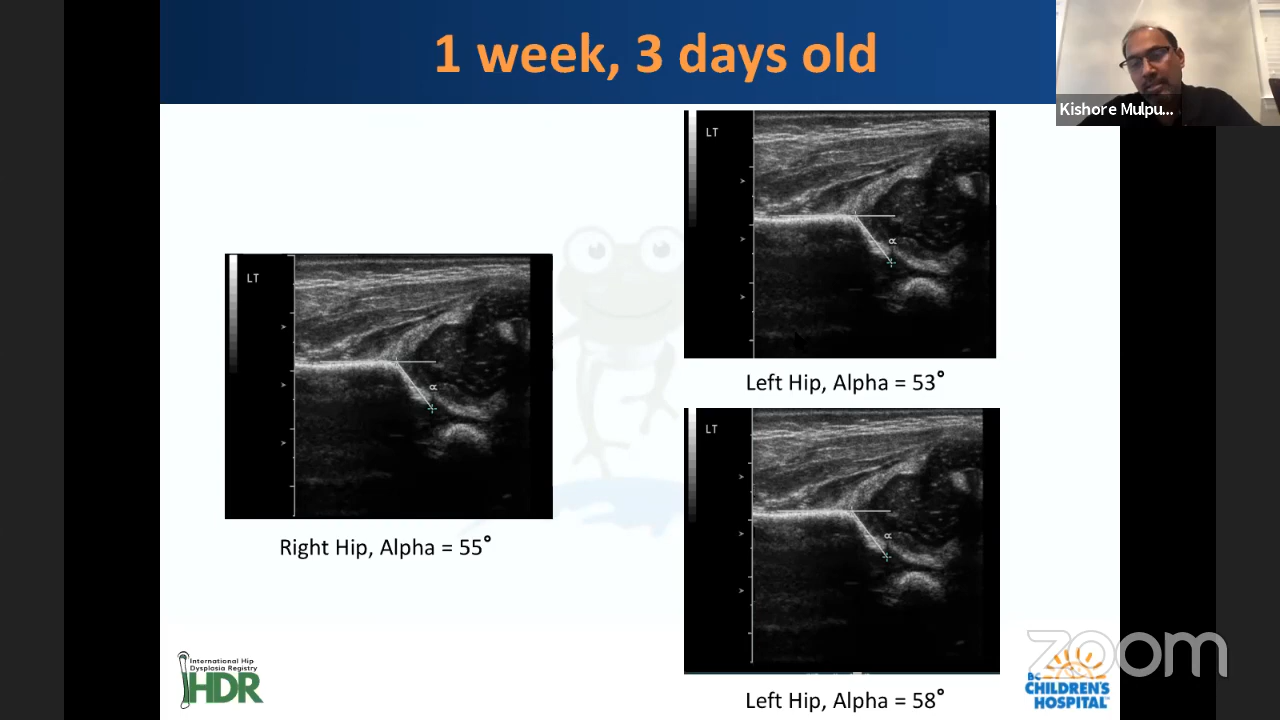 1 week, 3 days old
Kishore Mulpu...
LT
α
Left Hip, Alpha = 53°
LT
α
Right Hip, Alpha = 55°
LT
α
Left Hip, Alpha = 58°
International Hip
Dysplasia Registry
IHDR
BC
CHILDREN'S
HOSPITAL
zoom